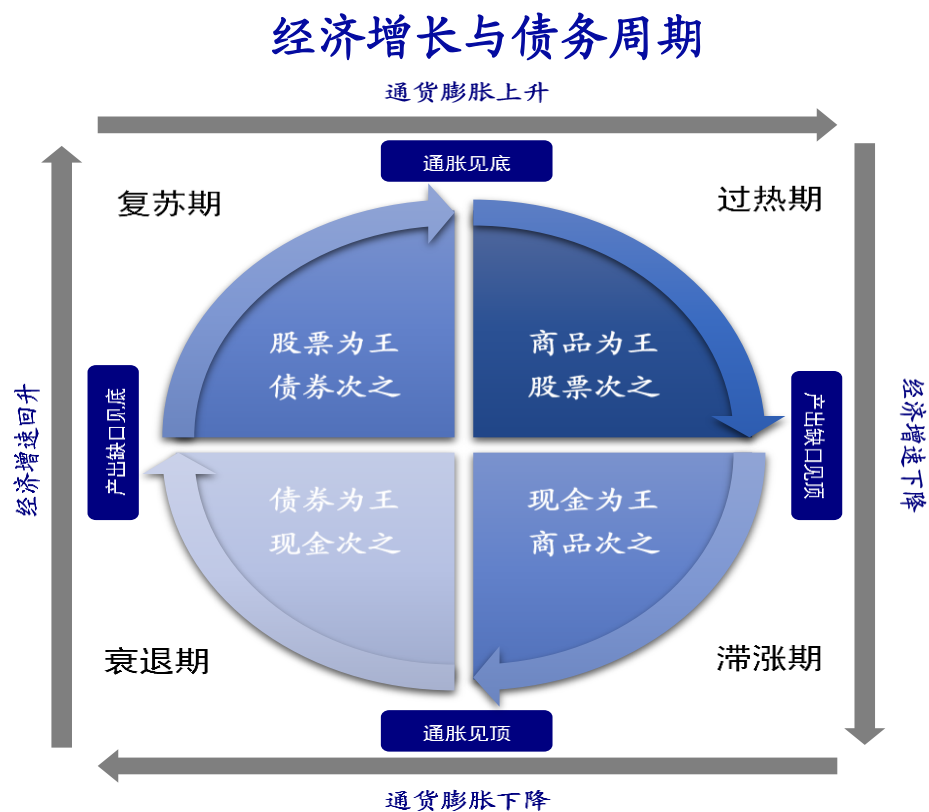 经济增长与债务周期
通货膨胀上升
通胀见底
复苏期
过热期
股票为王
债券次之
商品为王
股票次之
经济增速回升
产出缺口见底
产出缺口见顶
经济增速下降
债券为王
现金次之
现金为王
商品次之
衰退期
滞涨期
通胀见顶
通货膨胀下降